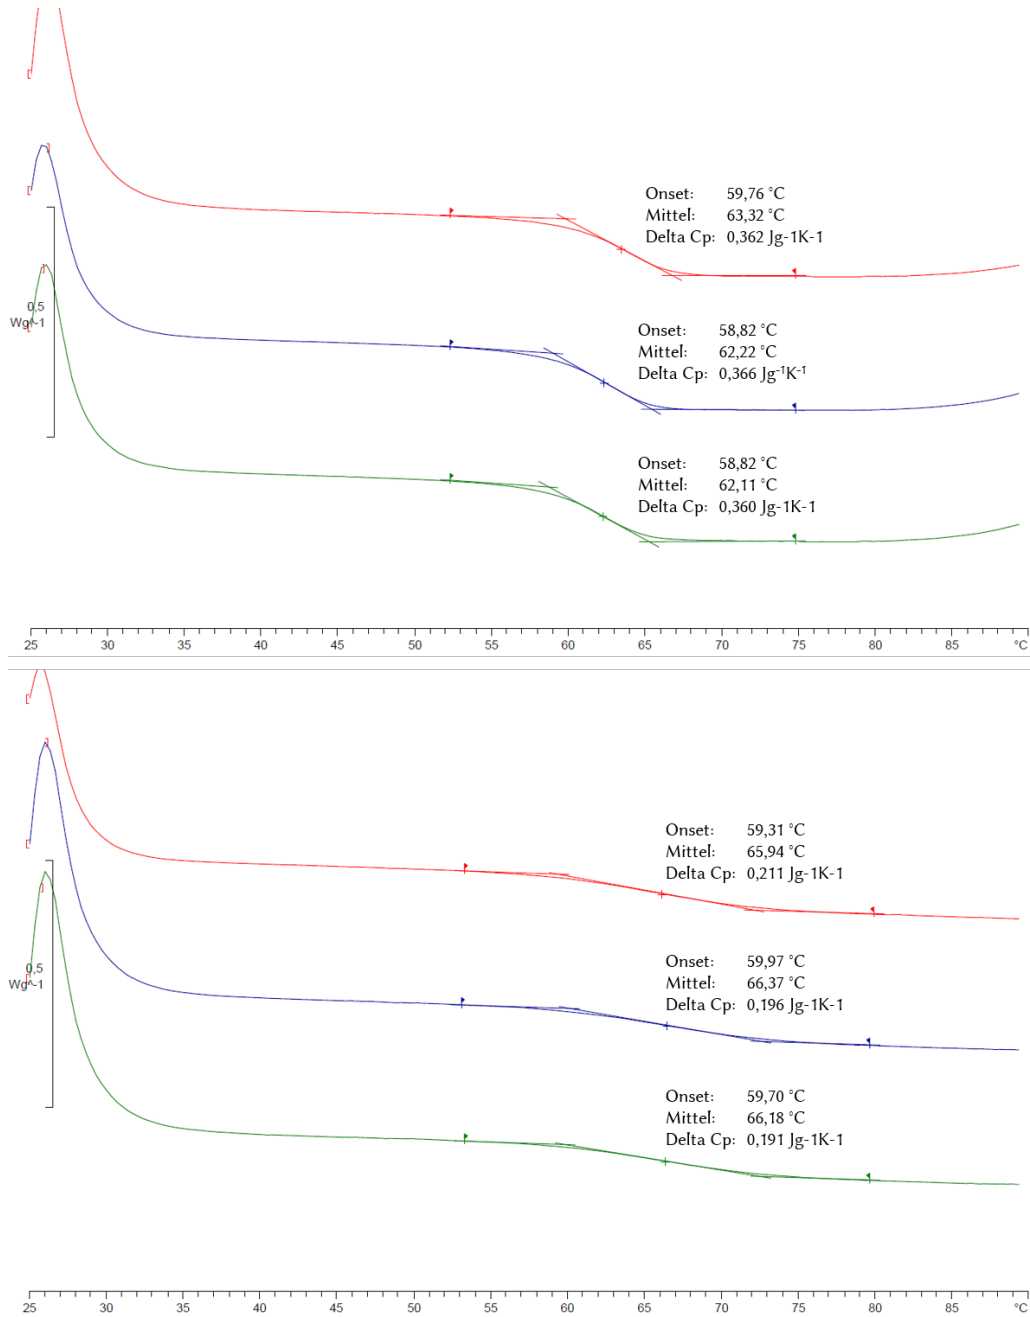 Onset: 59,76 °C
Mittel: 63,32 °C
Delta Cp: 0,362 Jg-1K-1
0,5
Wg^-1
Onset: 58,82 °C
Mittel: 62,22 °C
Delta Cp: 0,366 Jg⁻¹K⁻¹
Onset: 58,82 °C
Mittel: 62,11 °C
Delta Cp: 0,360 Jg-1K-1
25 30 35 40 45 50 55 60 65 70 75 80 85 °C
Onset: 59,31 °C
Mittel: 65,94 °C
Delta Cp: 0,211 Jg-1K-1
0,5
Wg^-1
Onset: 59,97 °C
Mittel: 66,37 °C
Delta Cp: 0,196 Jg-1K-1
Onset: 59,70 °C
Mittel: 66,18 °C
Delta Cp: 0,191 Jg-1K-1
25 30 35 40 45 50 55 60 65 70 75 80 85 °C